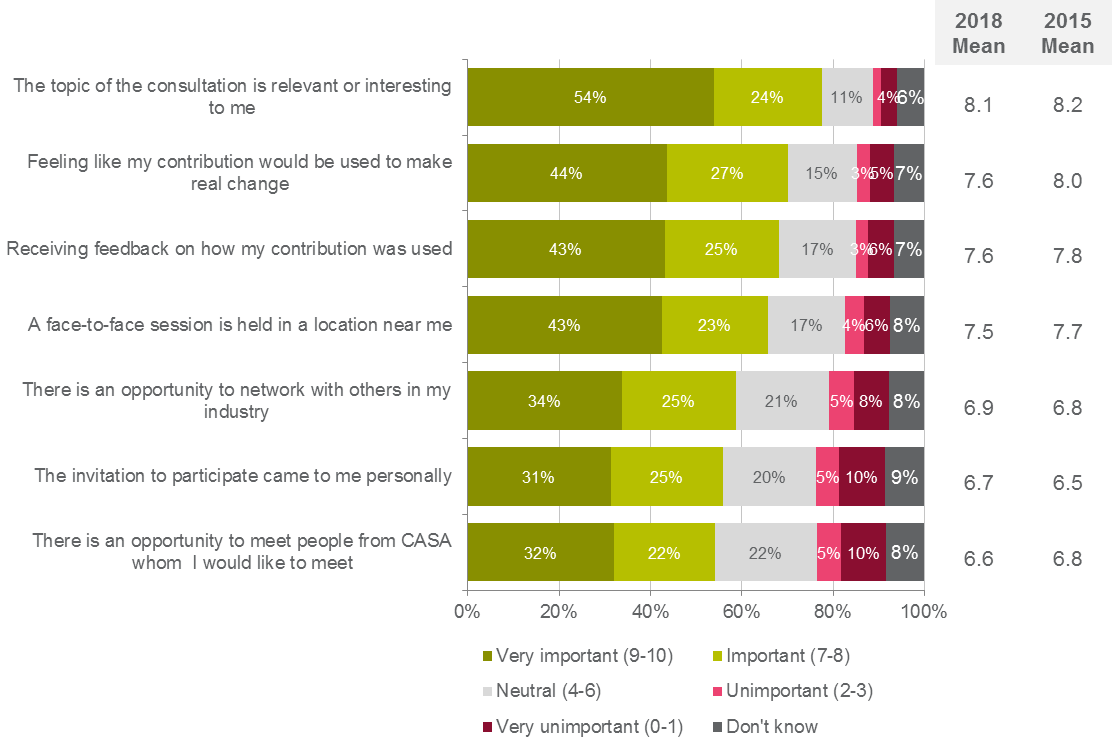 2018 2015
Mean Mean
The topic of the consultation is relevant or interesting
to me
54% 24% 11% 4% 6% 8.1 8.2
Feeling like my contribution would be used to make
real change
44% 27% 15% 3% 5% 7% 7.6 8.0
Receiving feedback on how my contribution was used
43% 25% 17% 3% 6% 7% 7.6 7.8
A face-to-face session is held in a location near me
43% 23% 17% 4% 6% 8% 7.5 7.7
There is an opportunity to network with others in my
industry
34% 25% 21% 5% 8% 8% 6.9 6.8
The invitation to participate came to me personally
31% 25% 20% 5% 10% 9% 6.7 6.5
There is an opportunity to meet people from CASA
whom I would like to meet
32% 22% 22% 5% 10% 8% 6.6 6.8
0% 20% 40% 60% 80% 100%
Very important (9-10) Important (7-8)
Neutral (4-6) Unimportant (2-3)
Very unimportant (0-1) Don't know